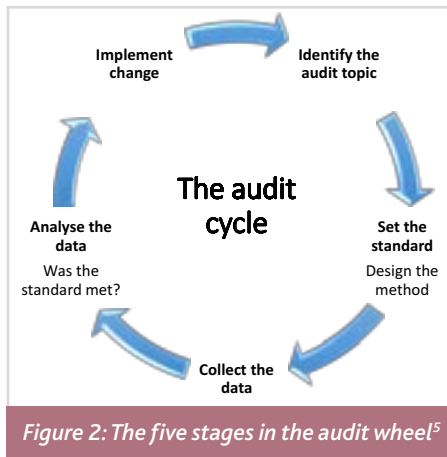 Implement
change
Identify the
audit topic
The audit
cycle
Analyse the
data
Was the
standard met?
Set the
standard
Design the
method
Collect the
data
Figure 2: The five stages in the audit wheel⁵